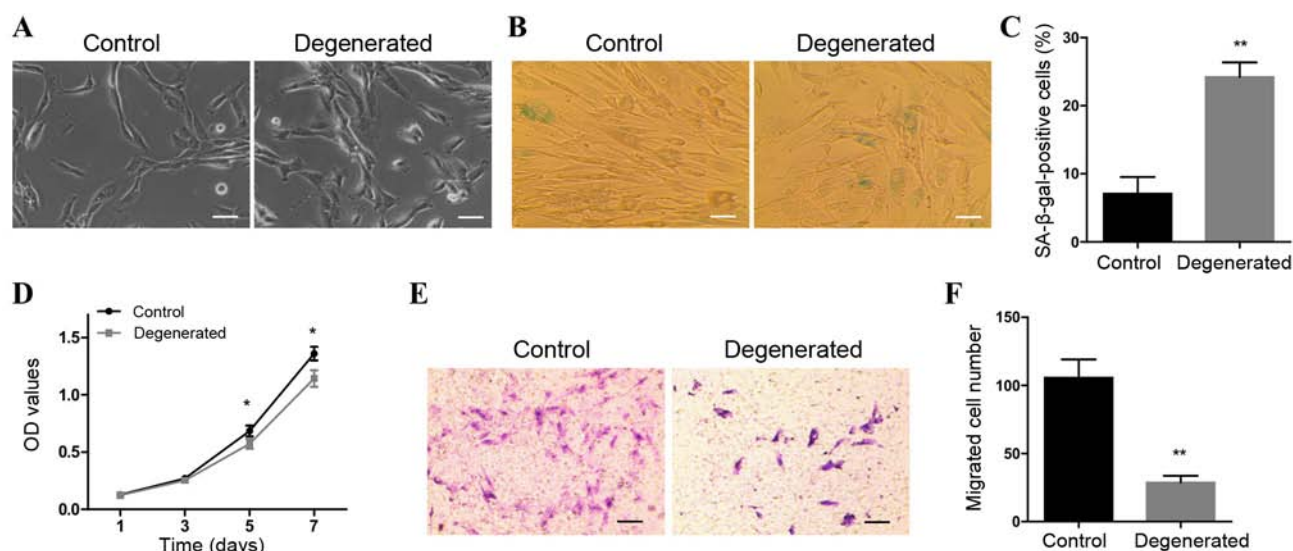 A
Control
Degenerated
B
Control
Degenerated
C
SA-β-gal-positive cells (%)
30
20
10
0
**
Control
Degenerated
D
Control
Degenerated
OD values
1.5
1.0
0.5
0.0
*
*
1
3
5
7
Time (days)
E
Control
Degenerated
F
Migrated cell number
150
100
50
0
**
Control
Degenerated